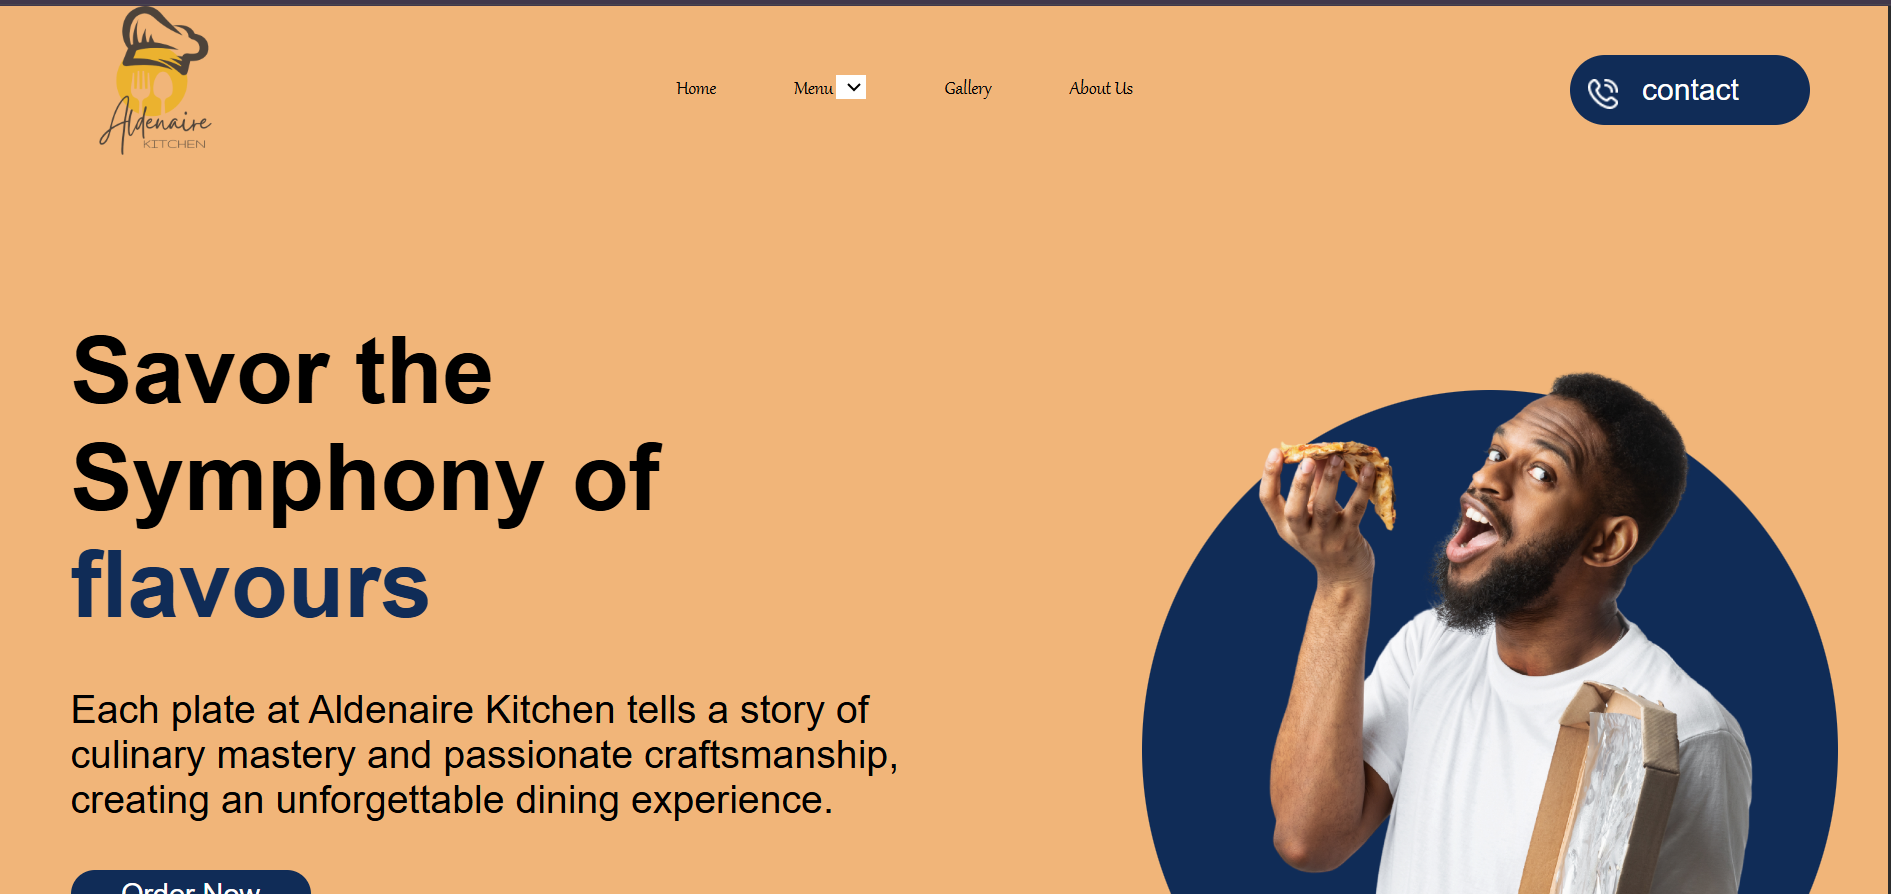 Aldenaire
KITCHEN
Home
Menu
Gallery
About Us
contact
Savor the
Symphony of
flavours
Each plate at Aldenaire Kitchen tells a story of
culinary mastery and passionate craftsmanship,
creating an unforgettable dining experience.
Order Now